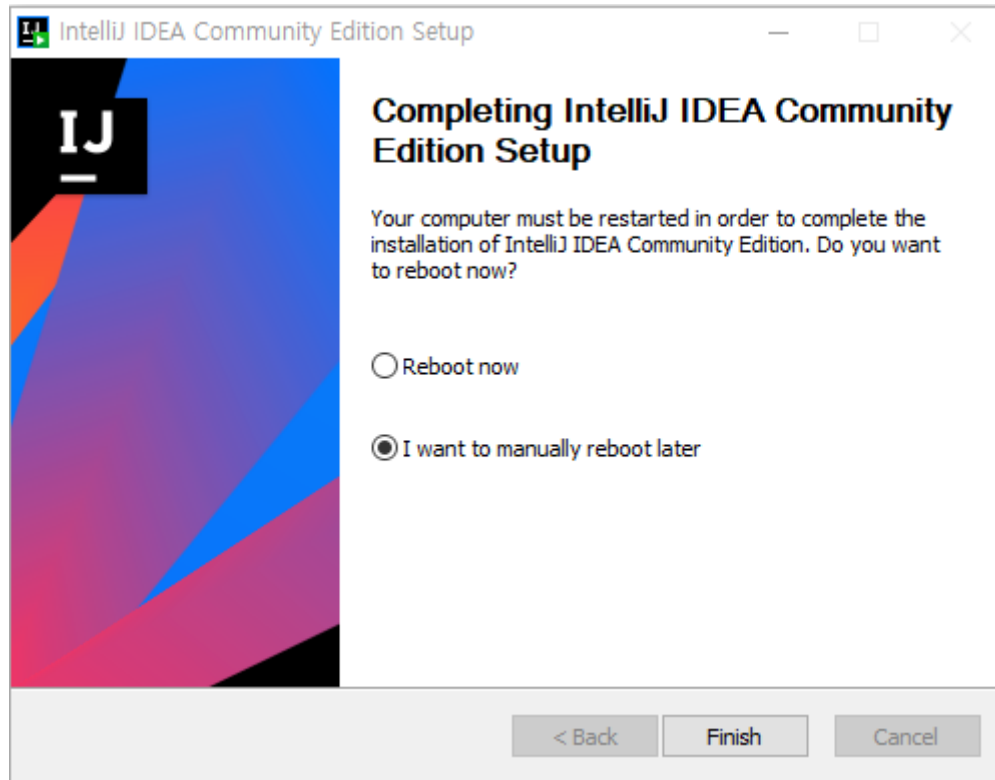 IntelliJ IDEA Community Edition Setup
IJ
Completing IntelliJ IDEA Community
Edition Setup
Your computer must be restarted in order to complete the
installation of IntelliJ IDEA Community Edition. Do you want
to reboot now?
Reboot now
I want to manually reboot later
< Back
Finish
Cancel